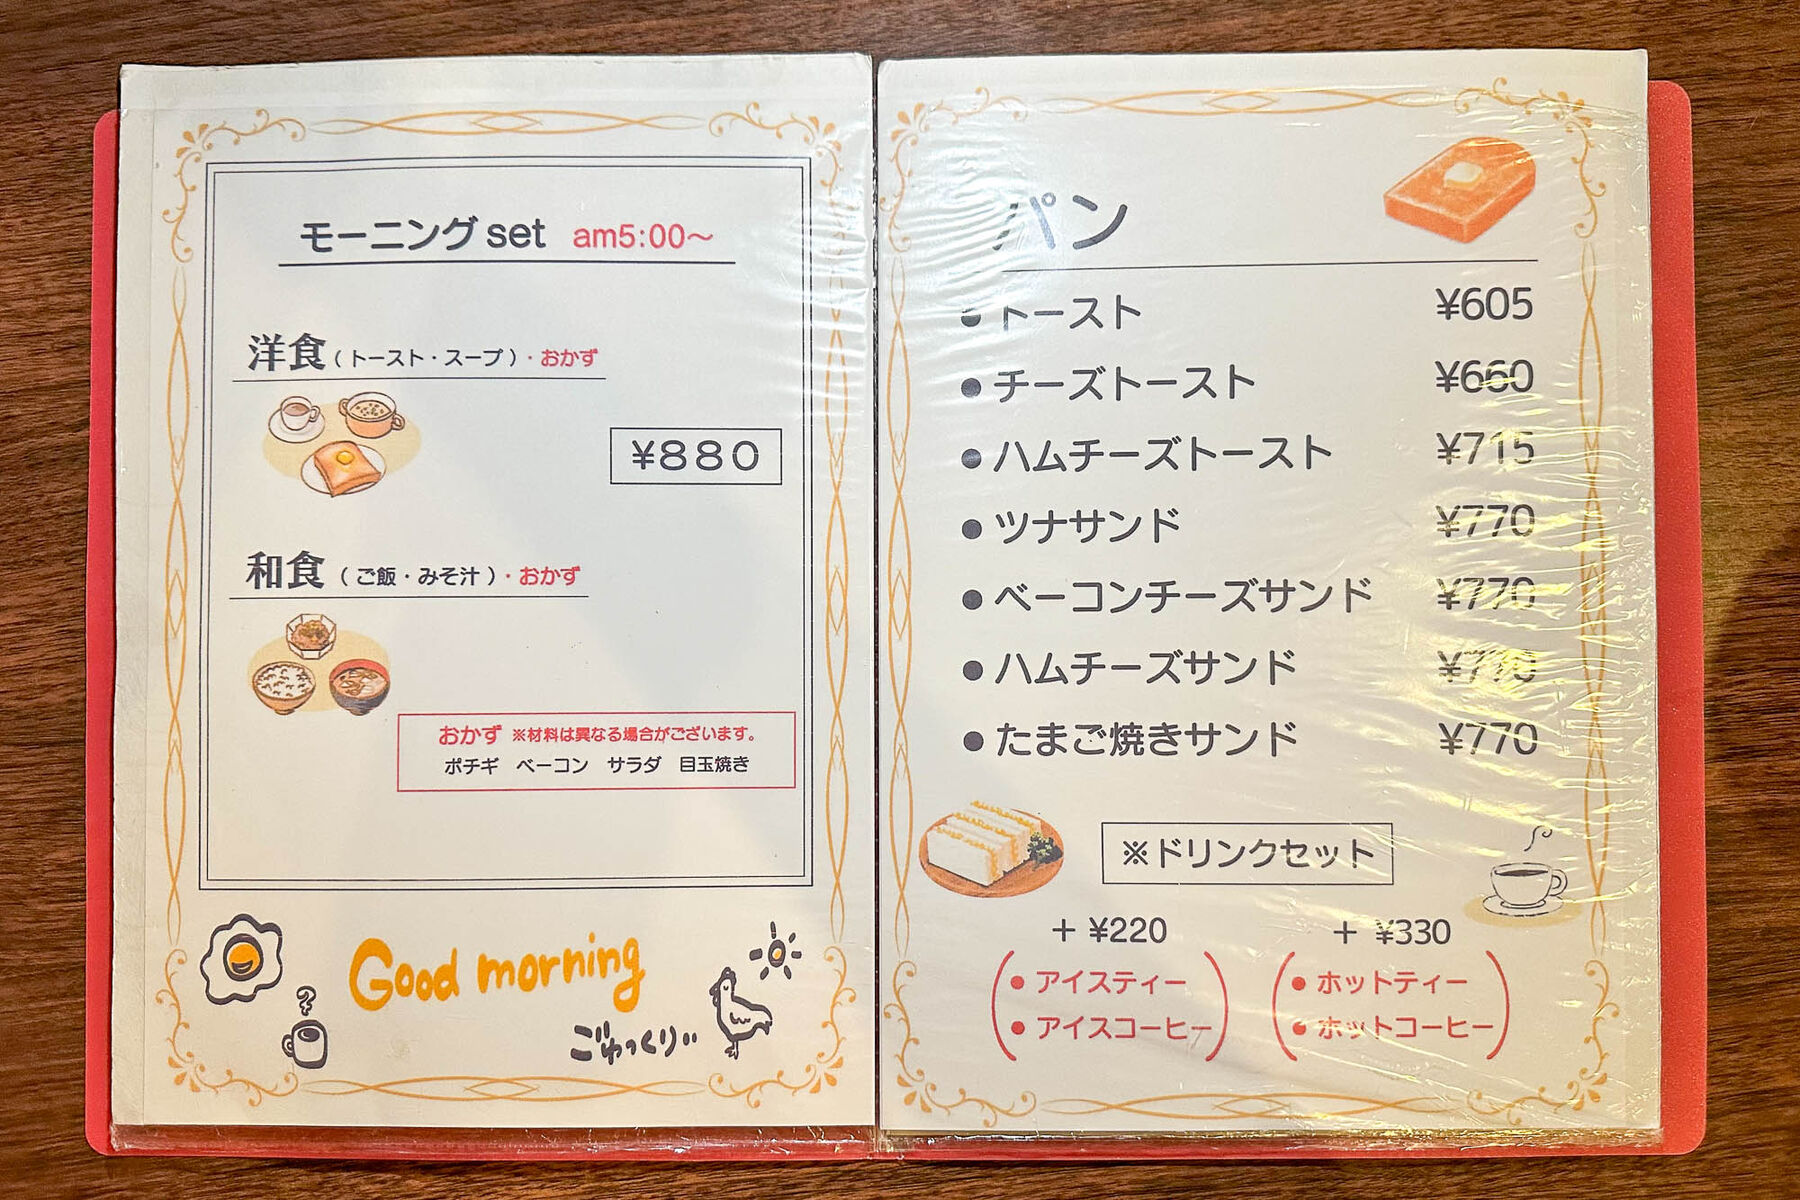 モーニングset am5:00～
洋食(トースト・スープ)・おかず
¥880
和食(ご飯・みそ汁)・おかず
おかず ※材料は異なる場合がございます。
ポチギ ベーコン サラダ 目玉焼き
Good morning
パン
●トースト ¥605
●チーズトースト ¥660
●ハムチーズトースト ¥715
●ツナサンド ¥770
●ベーコンチーズサンド ¥770
●ハムチーズサンド ¥770
●たまご焼きサンド ¥770
※ドリンクセット
+ ¥220
●アイスティー
●アイスコーヒー
+ ¥330
●ホットティー
●ホットコーヒー